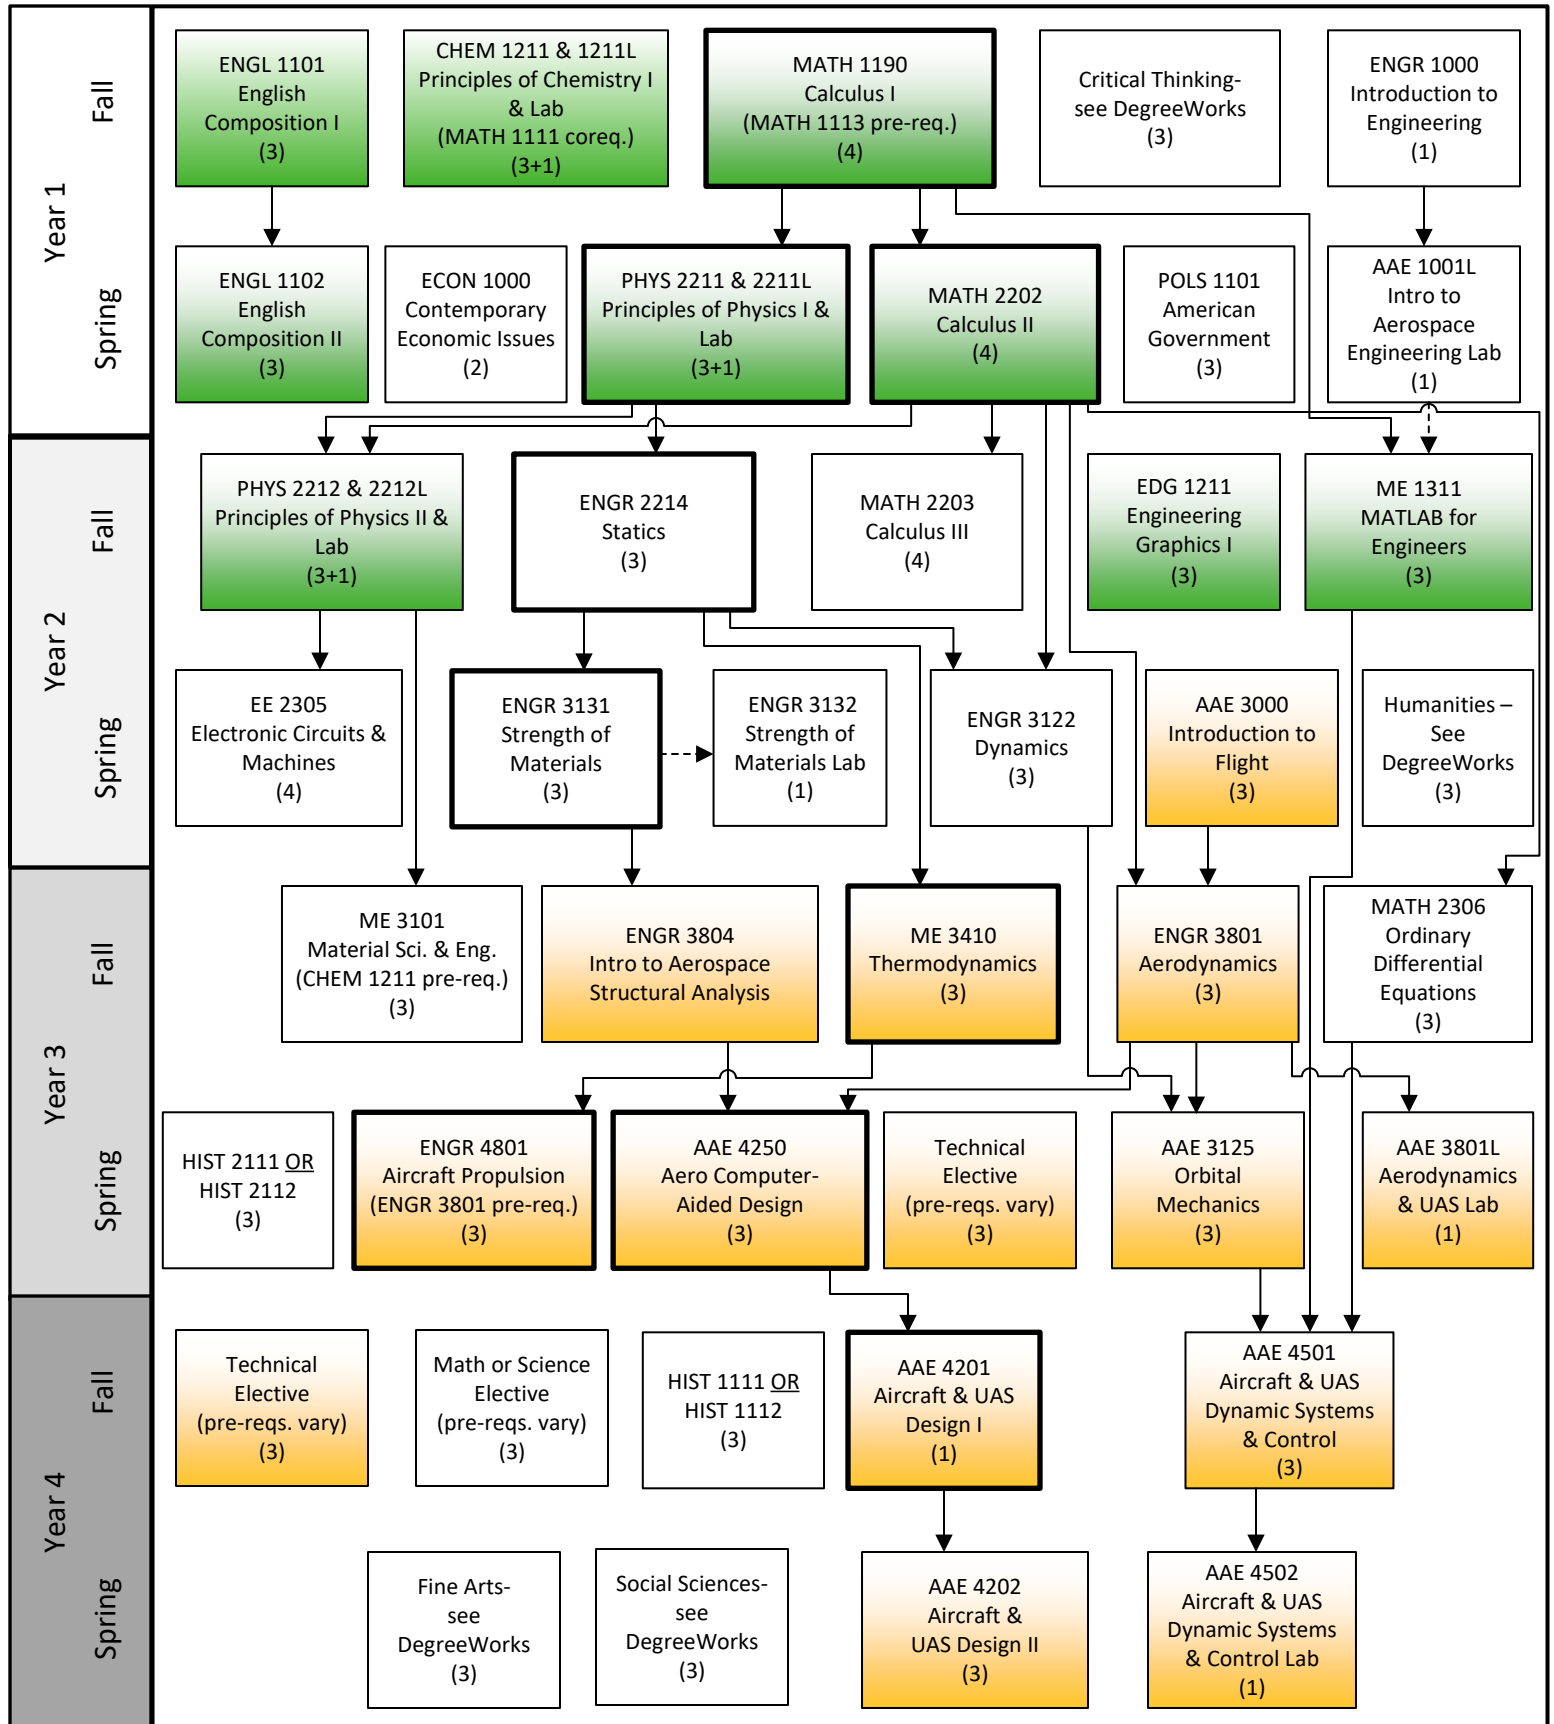 Year 1
Fall
ENGL 1101
English
Composition I
(3)
CHEM 1211 & 1211L
Principles of Chemistry I
& Lab
(MATH 1111 coreq.)
(3+1)
MATH 1190
Calculus I
(MATH 1113 pre-req.)
(4)
Critical Thinking-
see DegreeWorks
(3)
ENGR 1000
Introduction to
Engineering
(1)
Spring
ENGL 1102
English
Composition II
(3)
ECON 1000
Contemporary
Economic Issues
(2)
PHYS 2211 & 2211L
Principles of Physics I &
Lab
(3+1)
MATH 2202
Calculus II
(4)
POLS 1101
American
Government
(3)
AAE 1001L
Intro to
Aerospace
Engineering Lab
(1)
Year 2
Fall
PHYS 2212 & 2212L
Principles of Physics II &
Lab
(3+1)
ENGR 2214
Statics
(3)
MATH 2203
Calculus III
(4)
EDG 1211
Engineering
Graphics I
(3)
ME 1311
MATLAB for
Engineers
(3)
Spring
EE 2305
Electronic Circuits &
Machines
(4)
ENGR 3131
Strength of
Materials
(3)
ENGR 3132
Strength of
Materials Lab
(1)
ENGR 3122
Dynamics
(3)
AAE 3000
Introduction to
Flight
(3)
Humanities –
See
DegreeWorks
(3)
Year 3
Fall
ME 3101
Material Sci. & Eng.
(CHEM 1211 pre-req.)
(3)
ENGR 3804
Intro to Aerospace
Structural Analysis
ME 3410
Thermodynamics
(3)
ENGR 3801
Aerodynamics
(3)
MATH 2306
Ordinary
Differential
Equations
(3)
Spring
HIST 2111 OR
HIST 2112
(3)
ENGR 4801
Aircraft Propulsion
(ENGR 3801 pre-req.)
(3)
AAE 4250
Aero Computer-
Aided Design
(3)
Technical
Elective
(pre-reqs. vary)
(3)
AAE 3125
Orbital
Mechanics
(3)
AAE 3801L
Aerodynamics
& UAS Lab
(1)
Year 4
Fall
Technical
Elective
(pre-reqs. vary)
(3)
Math or Science
Elective
(pre-reqs. vary)
(3)
HIST 1111 OR
HIST 1112
(3)
AAE 4201
Aircraft & UAS
Design I
(1)
AAE 4501
Aircraft & UAS
Dynamic Systems
& Control
(3)
Spring
Fine Arts-
see
DegreeWorks
(3)
Social Sciences-
see
DegreeWorks
(3)
AAE 4202
Aircraft &
UAS Design II
(3)
AAE 4502
Aircraft & UAS
Dynamic Systems
& Control Lab
(1)